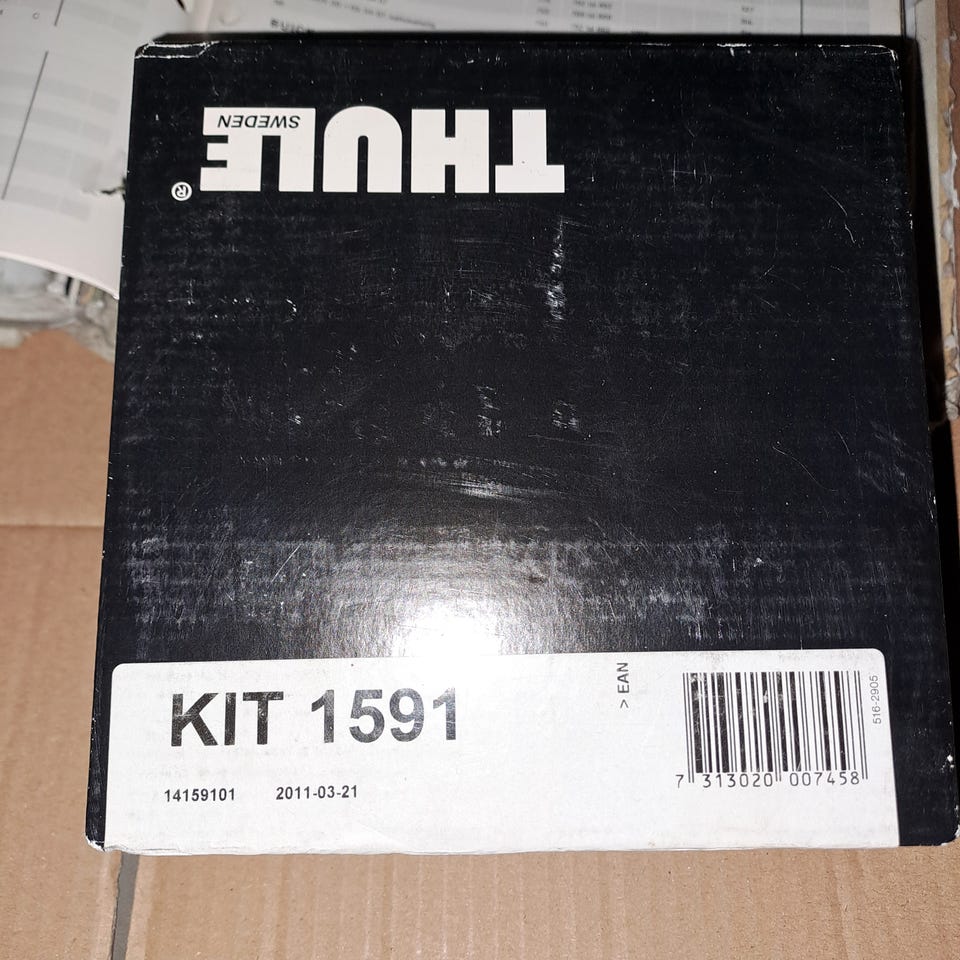 THULE®
SWEDEN
KIT 1591
14159101 2011-03-21
> EAN
7 313020 007458
516-2905